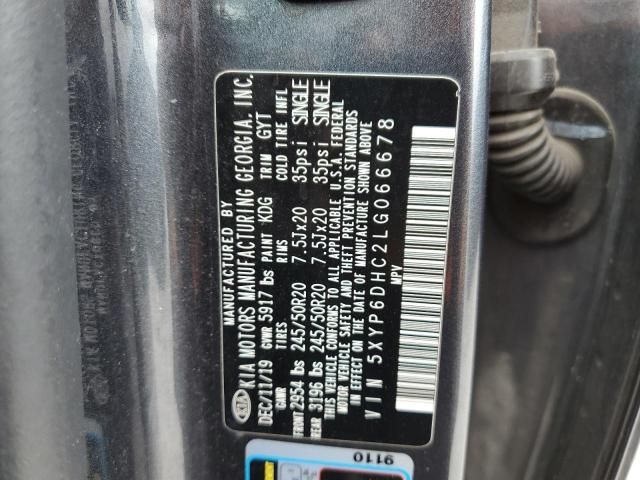 MANUFACTURED BY
KIA KIA MOTORS MANUFACTURING GEORGIA, INC.
DEC/11/19 GVWR 5917 lbs PAINT KDG TRIM GYT
GAWR TIRES RIMS COLD TIRE INFL
FRONT 2954 lbs 245/50R20 7.5Jx20 35psi SINGLE
REAR 3196 lbs 245/50R20 7.5Jx20 35psi SINGLE
THIS VEHICLE CONFORMS TO ALL APPLICABLE U.S.A. FEDERAL
MOTOR VEHICLE SAFETY AND THEFT PREVENTION STANDARDS
IN EFFECT ON THE DATE OF MANUFACTURE SHOWN ABOVE
VIN 5XYP6DHC2LG066678
MPV
9110